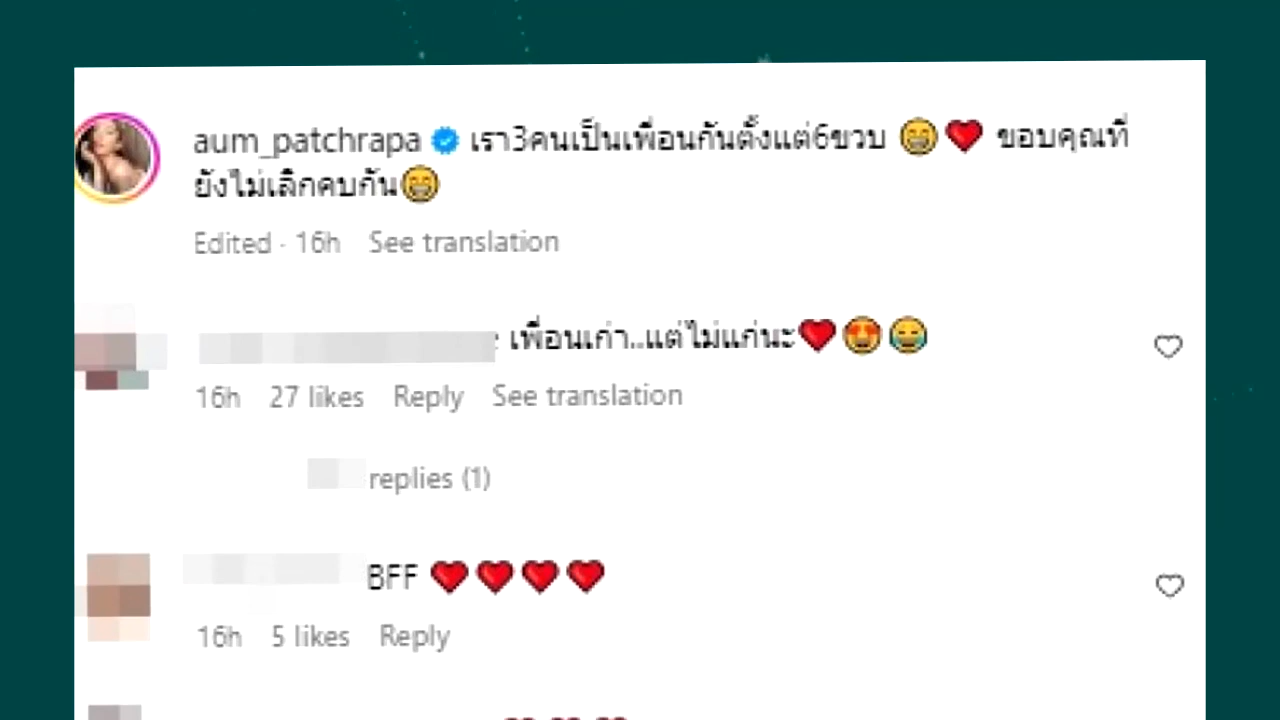 aum_patchrapa เรา3คนเป็นเพื่อนกันตั้งแต่6ขวบ 😁❤️ ขอบคุณที่
ยังไม่เลิกคบกัน😁
Edited · 16h See translation
เพื่อนเก่า..แต่ไม่แก่นะ❤️😍😂
16h 27 likes Reply See translation
replies (1)
BFF ❤️❤️❤️❤️
16h 5 likes Reply